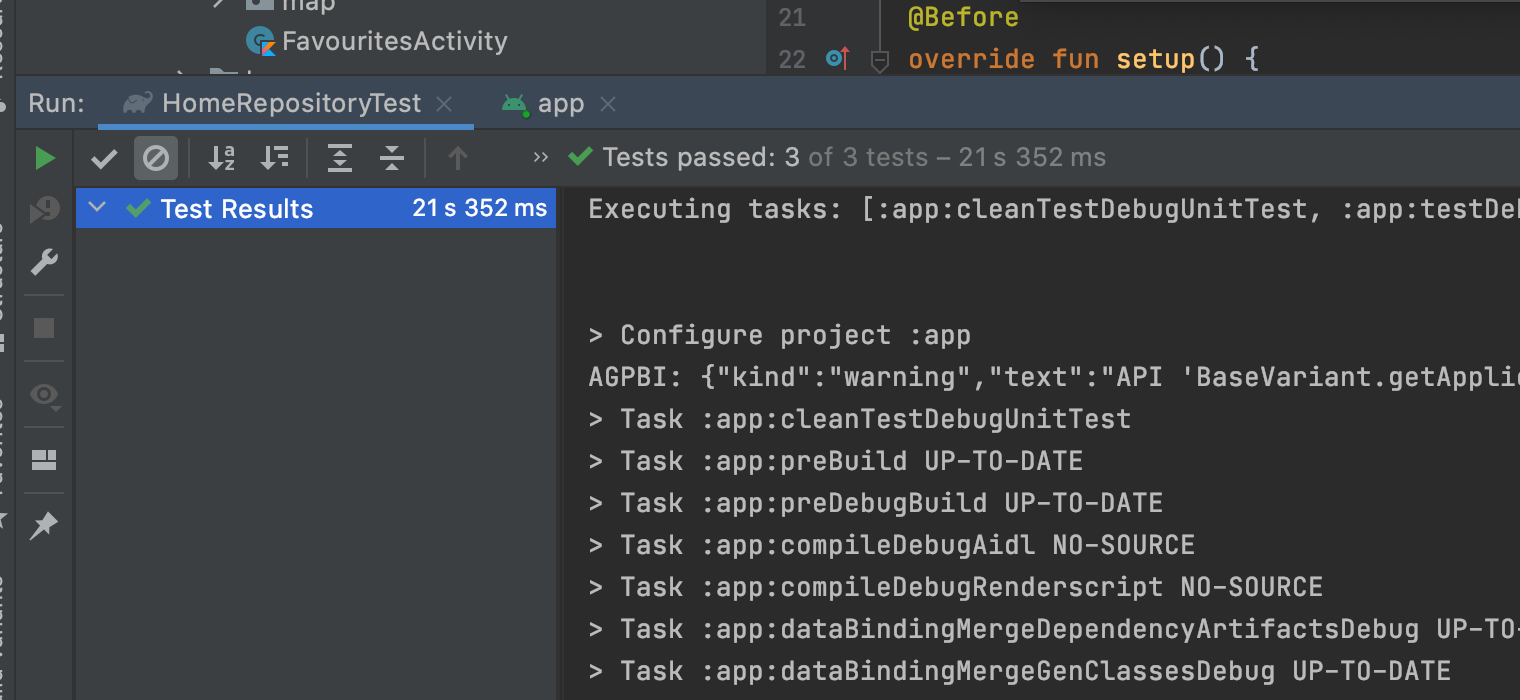 map
FavouritesActivity
21 @Before
22 override fun setup() {
Run: HomeRepositoryTest app
Tests passed: 3 of 3 tests – 21 s 352 ms
Test Results 21 s 352 ms
Executing tasks: [:app:cleanTestDebugUnitTest, :app:testDeb
> Configure project :app
AGPBI: {"kind":"warning","text":"API 'BaseVariant.getApplic
> Task :app:cleanTestDebugUnitTest
> Task :app:preBuild UP-TO-DATE
> Task :app:preDebugBuild UP-TO-DATE
> Task :app:compileDebugAidl NO-SOURCE
> Task :app:compileDebugRenderscript NO-SOURCE
> Task :app:dataBindingMergeDependencyArtifactsDebug UP-TO-
> Task :app:dataBindingMergeGenClassesDebug UP-TO-DATE